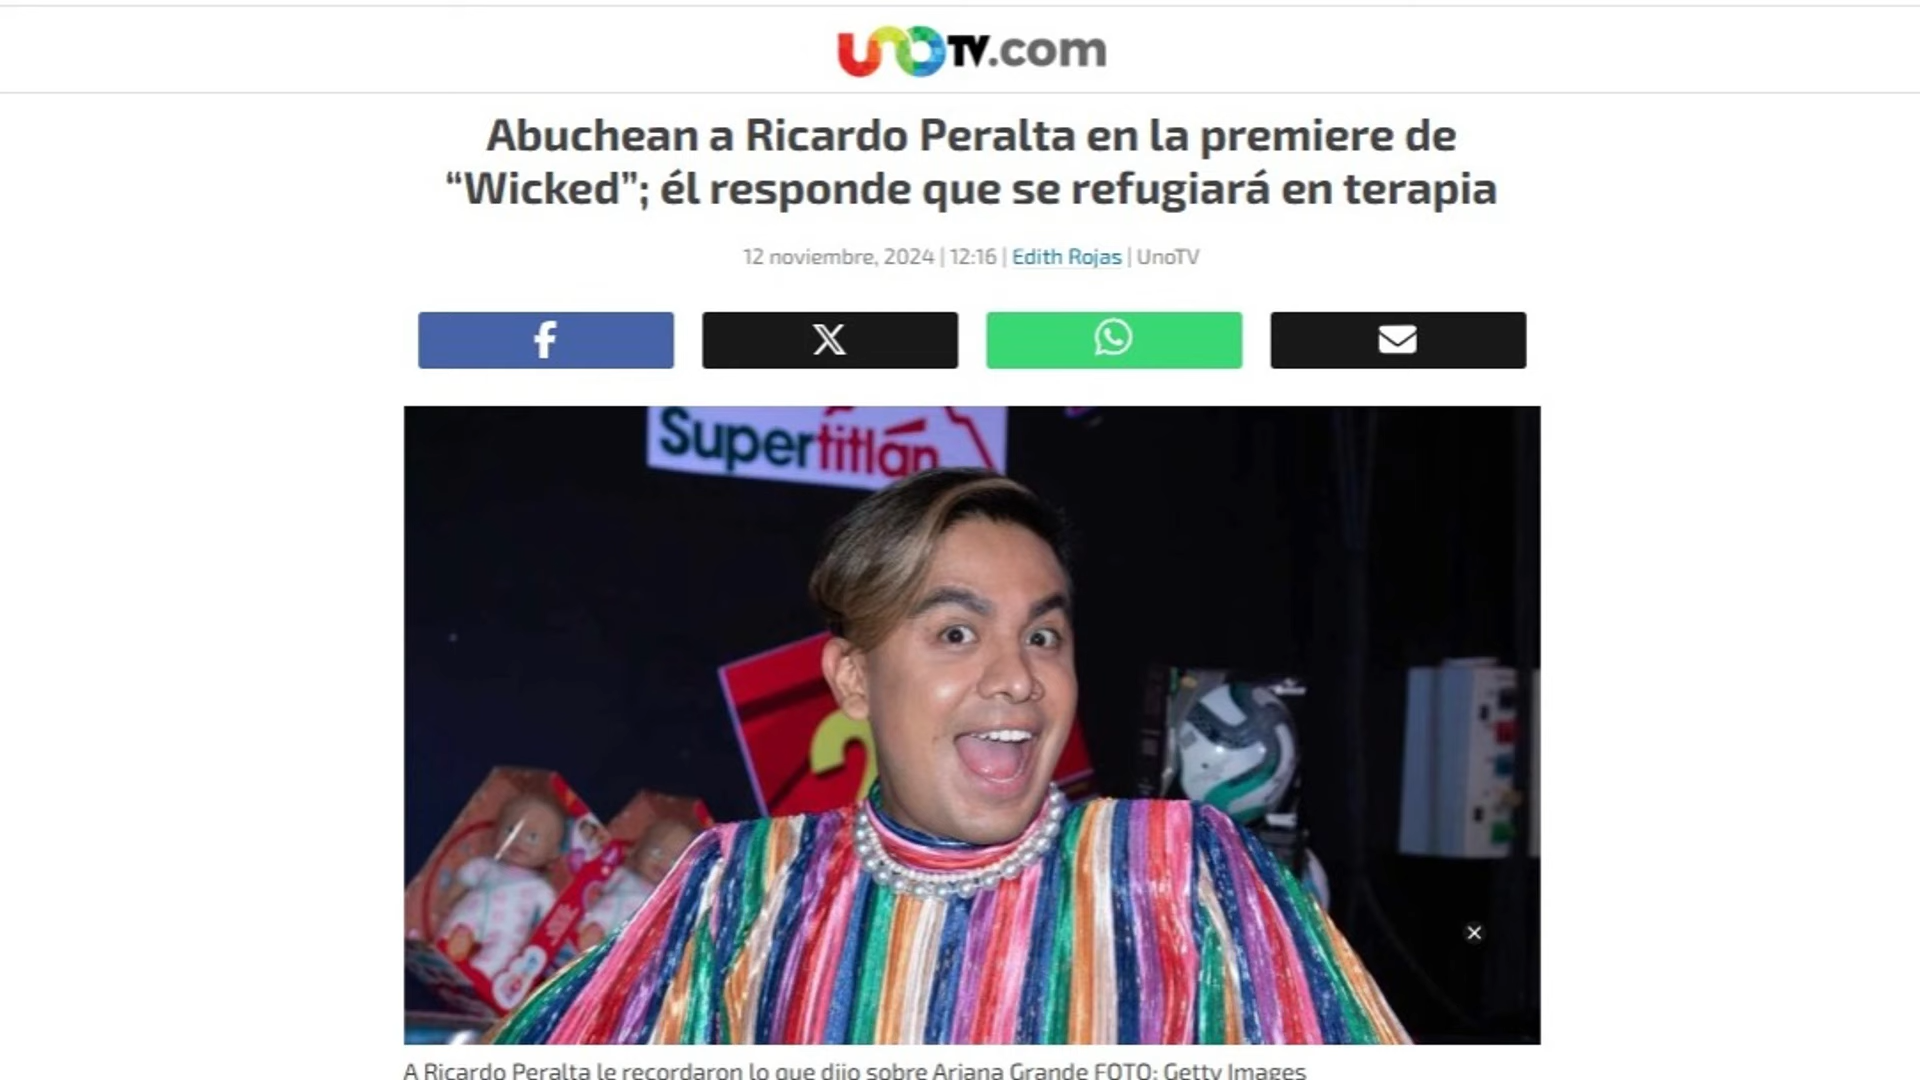 unoTV.com
Abuchean a Ricardo Peralta en la premiere de
“Wicked”; él responde que se refugiará en terapia
12 noviembre, 2024 | 12:16 | Edith Rojas | UnoTV
Supertitlán
2
A Ricardo Peralta le recordaron lo que dijo sobre Ariana Grande FOTO: Getty Images